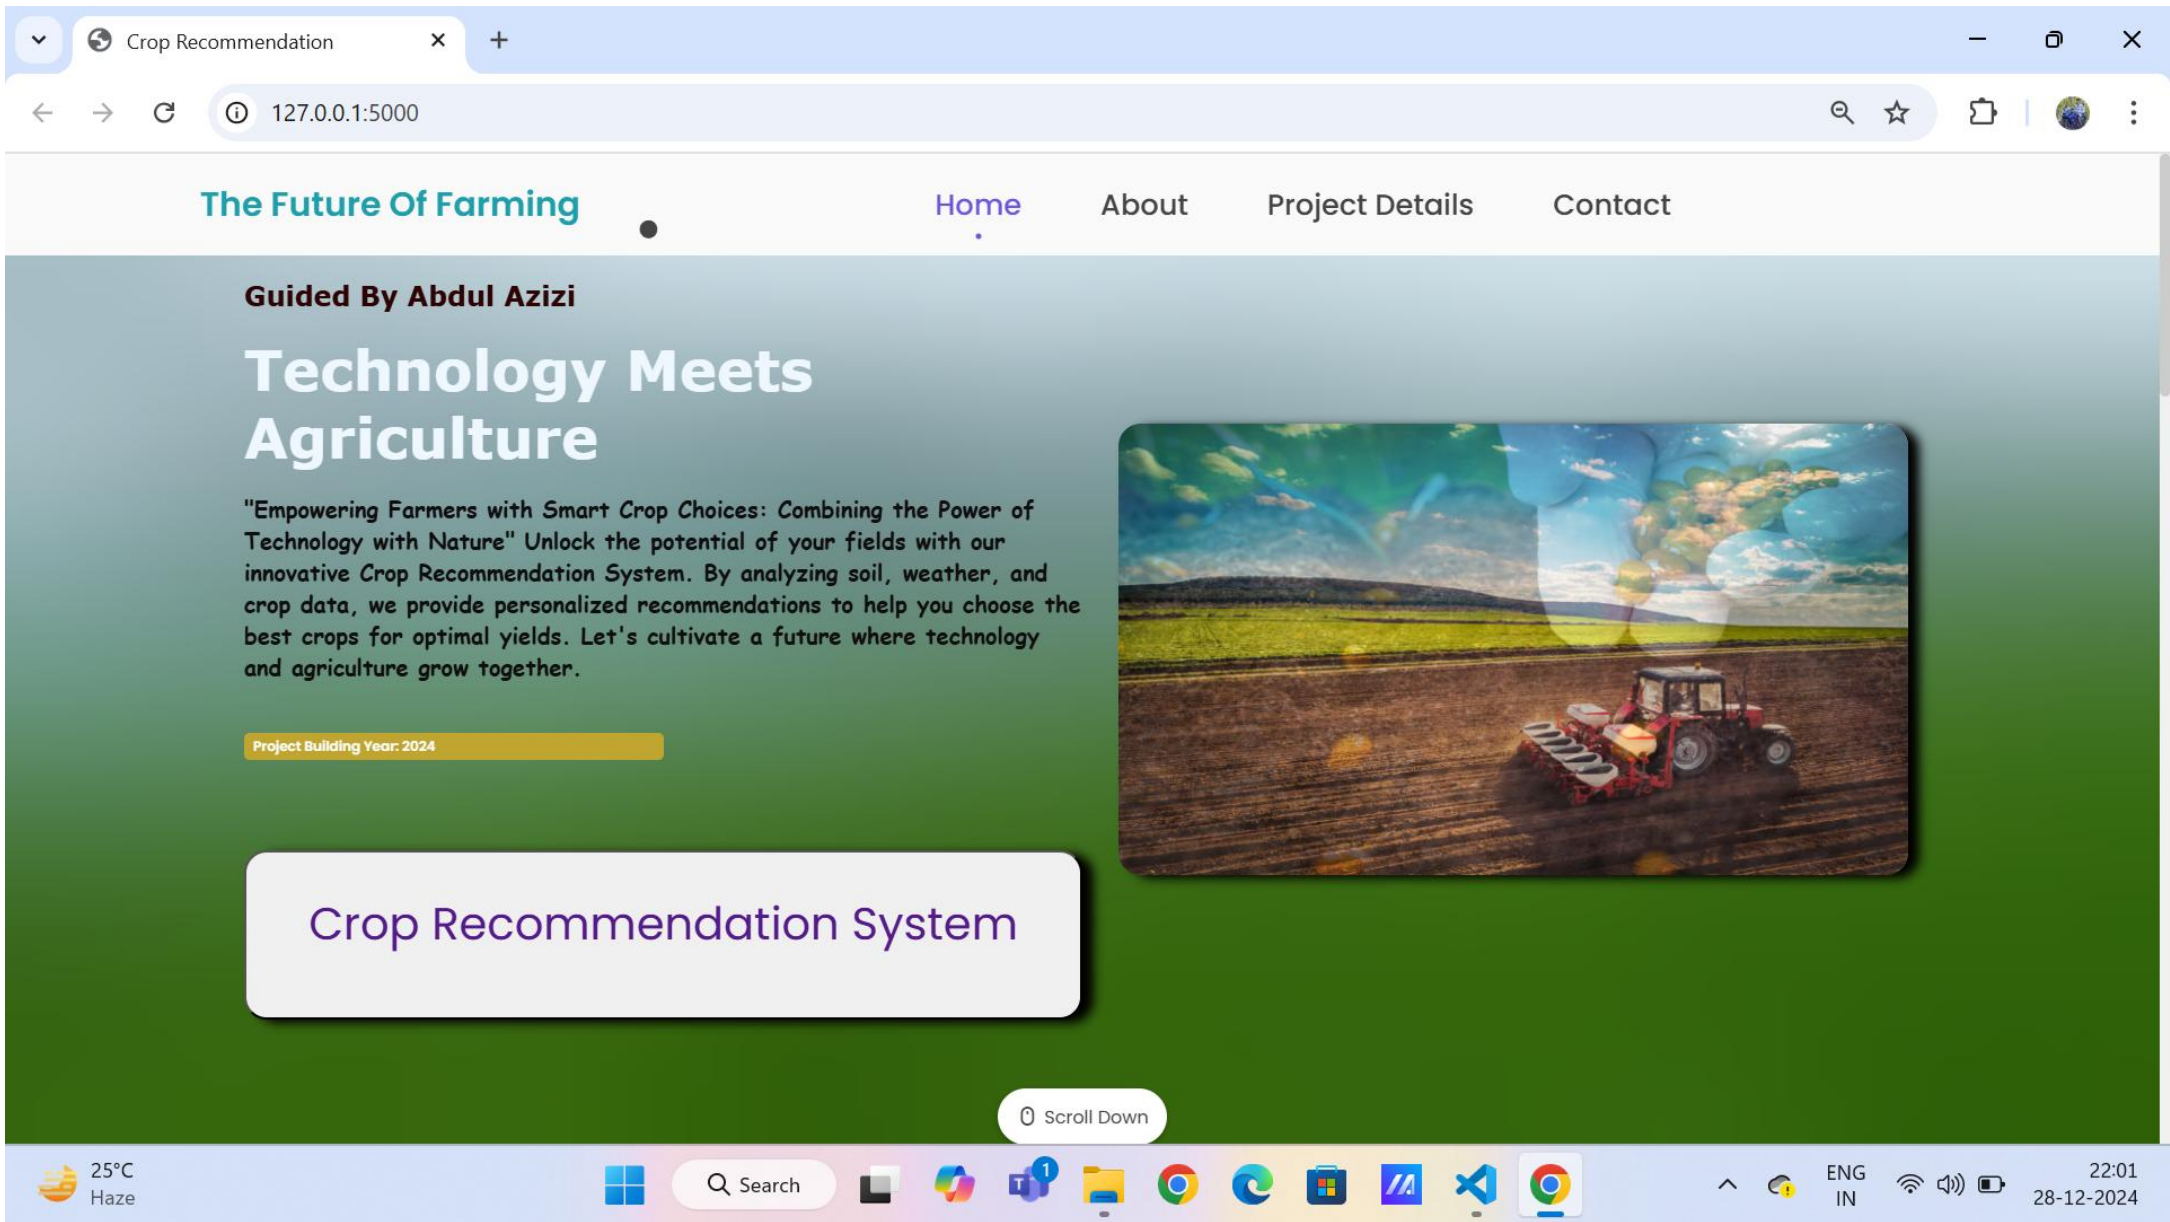 Crop Recommendation
127.0.0.1:5000
The Future Of Farming
Home
About
Project Details
Contact
Guided By Abdul Azizi
Technology Meets
Agriculture
"Empowering Farmers with Smart Crop Choices: Combining the Power of
Technology with Nature" Unlock the potential of your fields with our
innovative Crop Recommendation System. By analyzing soil, weather, and
crop data, we provide personalized recommendations to help you choose the
best crops for optimal yields. Let's cultivate a future where technology
and agriculture grow together.
Project Building Year: 2024
Crop Recommendation System
Scroll Down
25°C
Haze
Search
T
1
ENG
IN
22:01
28-12-2024